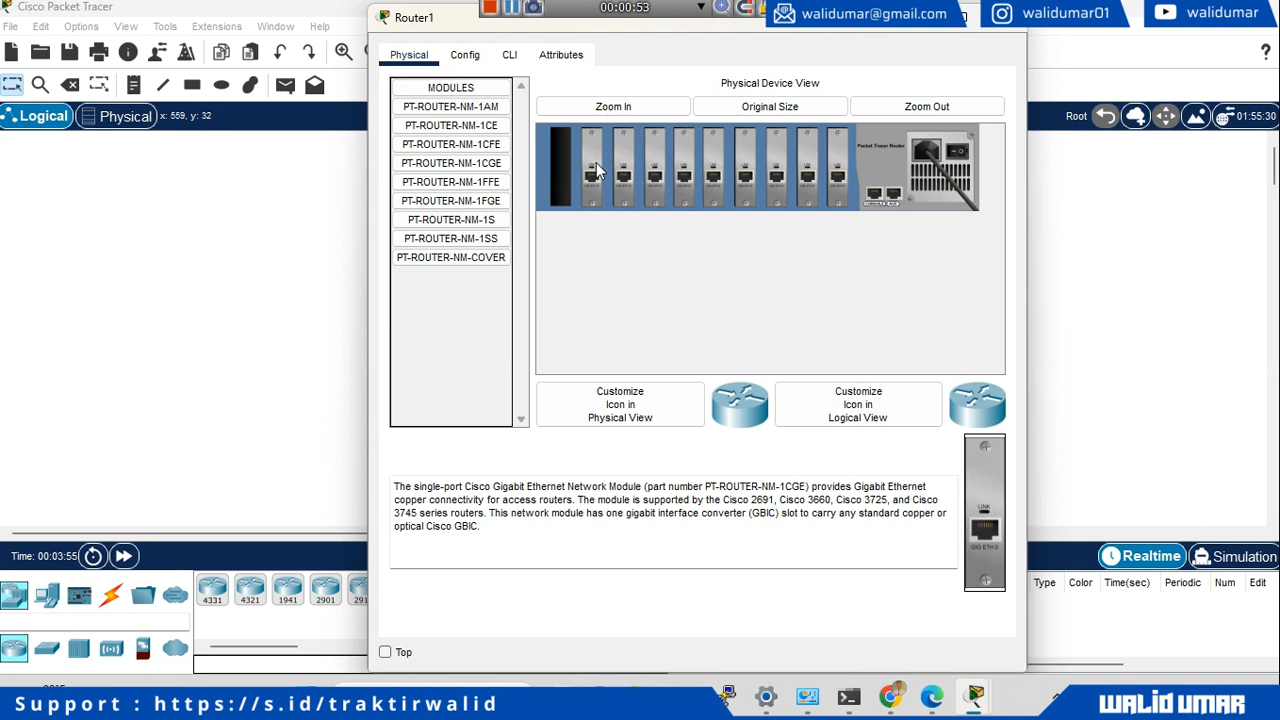 Cisco Packet Tracer
File Edit Options View Tools Extensions Window Help
Logical Physical x: 559, y: 32
Root 01:55:30
Router1
00:00:53
walidumar@gmail.com walidumar01 walidumar
Physical Config CLI Attributes
MODULES
PT-ROUTER-NM-1AM
PT-ROUTER-NM-1CE
PT-ROUTER-NM-1CFE
PT-ROUTER-NM-1CGE
PT-ROUTER-NM-1FFE
PT-ROUTER-NM-1FGE
PT-ROUTER-NM-1S
PT-ROUTER-NM-1SS
PT-ROUTER-NM-COVER
Physical Device View
Zoom In Original Size Zoom Out
Packet Tracer Router
Customize
Icon in
Physical View
Customize
Icon in
Logical View
The single-port Cisco Gigabit Ethernet Network Module (part number PT-ROUTER-NM-1CGE) provides Gigabit Ethernet
copper connectivity for access routers. The module is supported by the Cisco 2691, Cisco 3660, Cisco 3725, and Cisco
3745 series routers. This network module has one gigabit interface converter (GBIC) slot to carry any standard copper or
optical Cisco GBIC.
LINK
GIG ETH 0
Top
Time: 00:03:55
Realtime Simulation
4331 4321 1941 2901 291
Type Color Time(sec) Periodic Num Edit
Support : https://s.id/traktirwalid
WALID UMAR